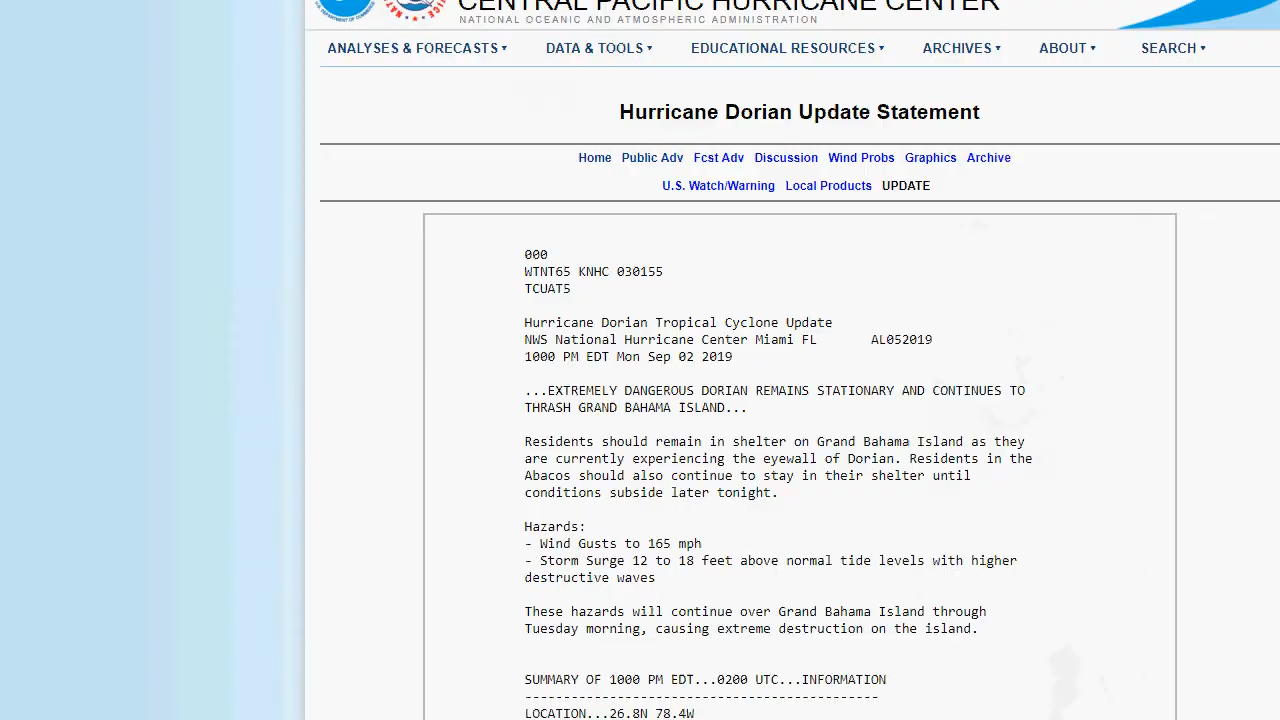 CENTRAL PACIFIC HURRICANE CENTER
NATIONAL OCEANIC AND ATMOSPHERIC ADMINISTRATION
ANALYSES & FORECASTS ▾ DATA & TOOLS ▾ EDUCATIONAL RESOURCES ▾ ARCHIVES ▾ ABOUT ▾ SEARCH ▾
Hurricane Dorian Update Statement
Home Public Adv Fcst Adv Discussion Wind Probs Graphics Archive
U.S. Watch/Warning Local Products UPDATE
000
WTNT65 KNHC 030155
TCUAT5
Hurricane Dorian Tropical Cyclone Update
NWS National Hurricane Center Miami FL AL052019
1000 PM EDT Mon Sep 02 2019
...EXTREMELY DANGEROUS DORIAN REMAINS STATIONARY AND CONTINUES TO
THRASH GRAND BAHAMA ISLAND...
Residents should remain in shelter on Grand Bahama Island as they
are currently experiencing the eyewall of Dorian. Residents in the
Abacos should also continue to stay in their shelter until
conditions subside later tonight.
Hazards:
- Wind Gusts to 165 mph
- Storm Surge 12 to 18 feet above normal tide levels with higher
destructive waves
These hazards will continue over Grand Bahama Island through
Tuesday morning, causing extreme destruction on the island.
SUMMARY OF 1000 PM EDT...0200 UTC...INFORMATION
----------------------------------------------
LOCATION...26.8N 78.4W